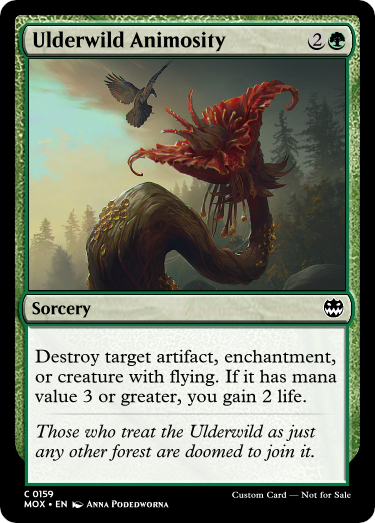 Ulderwild Animosity 2
Sorcery
Destroy target artifact, enchantment,
or creature with flying. If it has mana
value 3 or greater, you gain 2 life.
Those who treat the Ulderwild as just
any other forest are doomed to join it.
C 0159
MOX • EN Anna Podedworna
Custom Card — Not for Sale